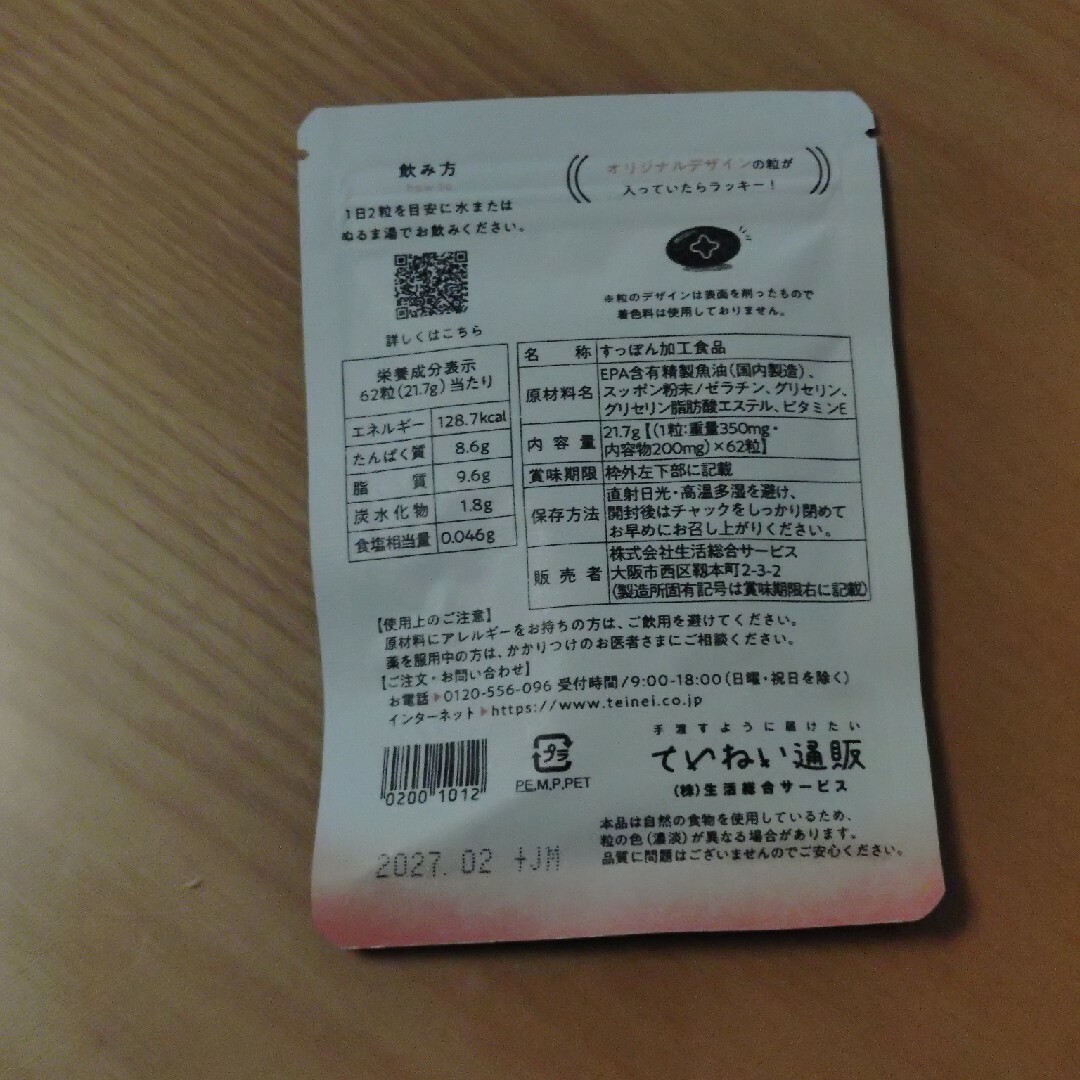 飲み方
how to
1日2粒を目安に水または
ぬるま湯でお飲みください。
詳しくはこちら
オリジナルデザインの粒が
入っていたらラッキー！
※粒のデザインは表面を削ったもので
着色料は使用しておりません。
栄養成分表示
62粒(21.7g)当たり
エネルギー 128.7kcal
たんぱく質 8.6g
脂質 9.6g
炭水化物 1.8g
食塩相当量 0.046g
名称 すっぽん加工食品
原材料名 EPA含有精製魚油(国内製造)、
スッポン粉末/ゼラチン、グリセリン、
グリセリン脂肪酸エステル、ビタミンE
内容量 21.7g【(1粒:重量350mg・
内容物200mg)×62粒】
賞味期限 枠外左下部に記載
保存方法 直射日光・高温多湿を避け、
開封後はチャックをしっかり閉めて
お早めにお召し上がりください。
販売者 株式会社生活総合サービス
大阪市西区靱本町2-3-2
(製造所固有記号は賞味期限右に記載)
【使用上のご注意】
原材料にアレルギーをお持ちの方は、ご飲用を避けてください。
薬を服用中の方は、かかりつけのお医者さまにご相談ください。
【ご注文・お問い合わせ】
お電話▶0120-556-096 受付時間/9:00-18:00(日曜・祝日を除く)
インターネット▶https://www.teinei.co.jp
02001012
プラ
PE,M,P,PET
手渡すように届けたい
ていねい通販
(株)生活総合サービス
本品は自然の食物を使用しているため、
粒の色(濃淡)が異なる場合があります。
品質に問題はございませんのでご安心ください。
2027.02 +JM